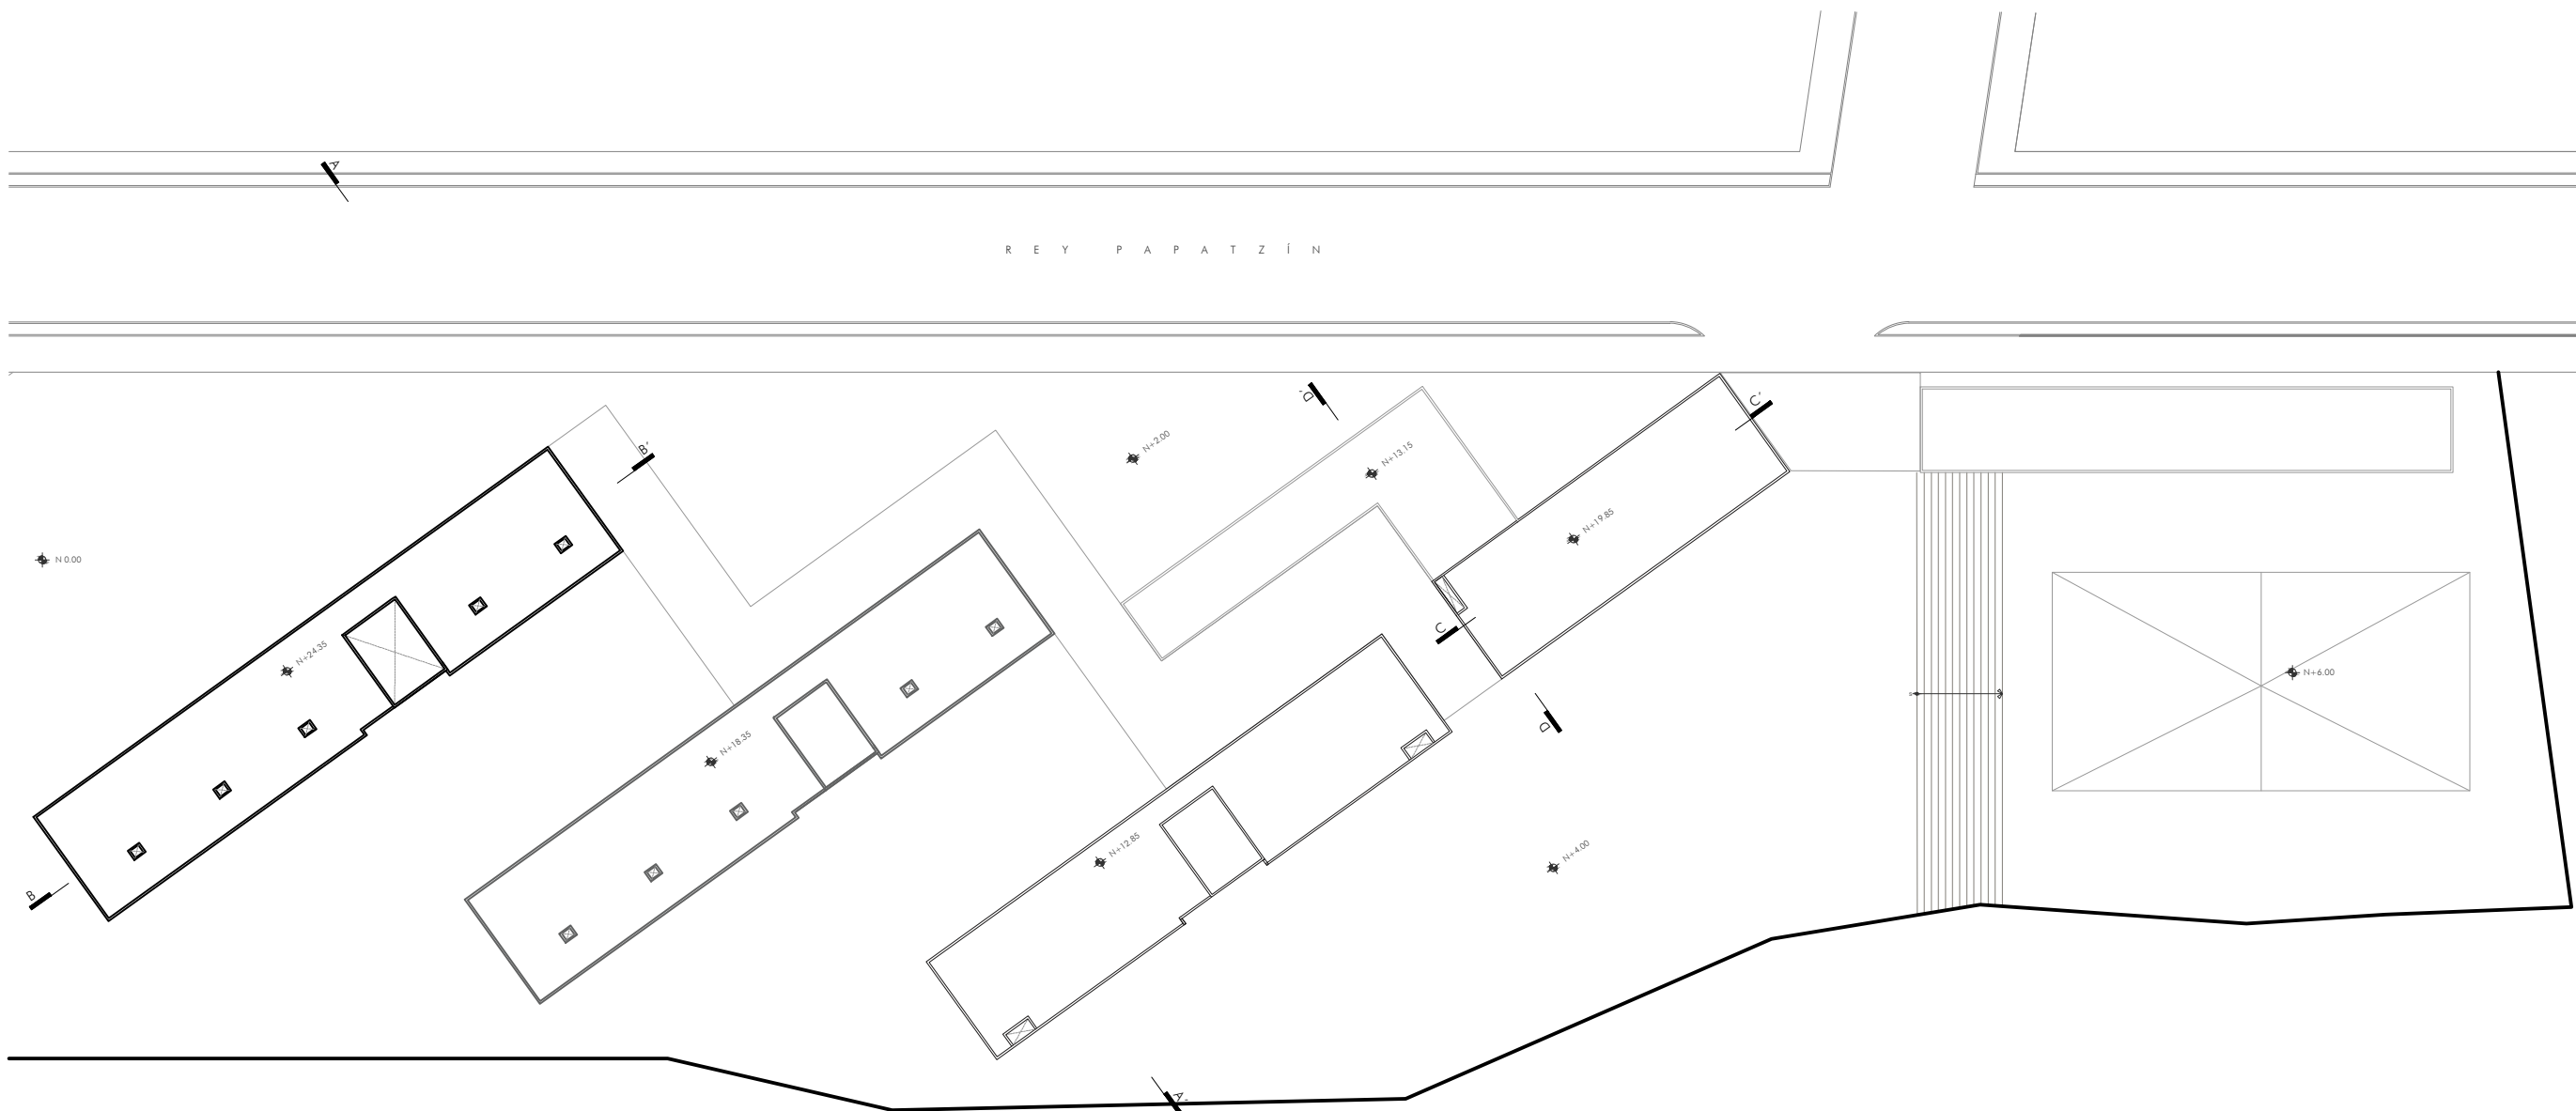 A
REY PAPATZÍN
D'
C'
B'
N+2.00
N+13.15
N+19.85
N 0.00
C
N+24.35
N+6.00
S
D
N+18.35
N+12.85
N+4.00
B
A'